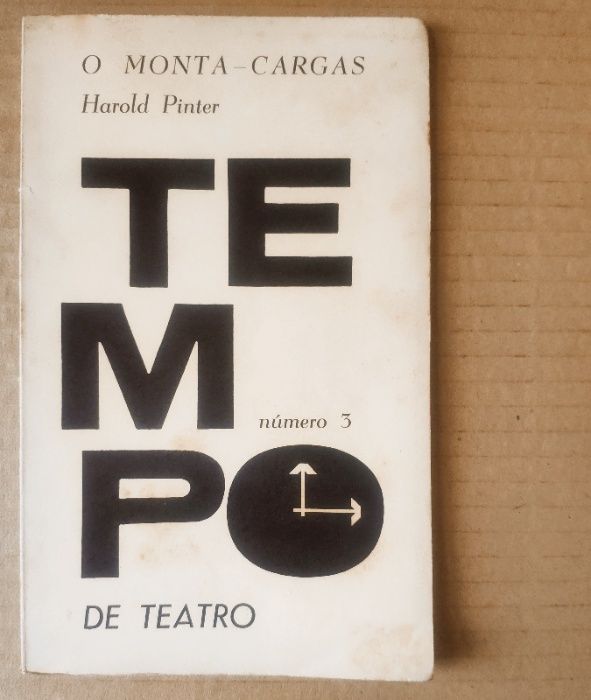 O MONTA-CARGAS
Harold Pinter
TE
M
número 3
PO
DE TEATRO